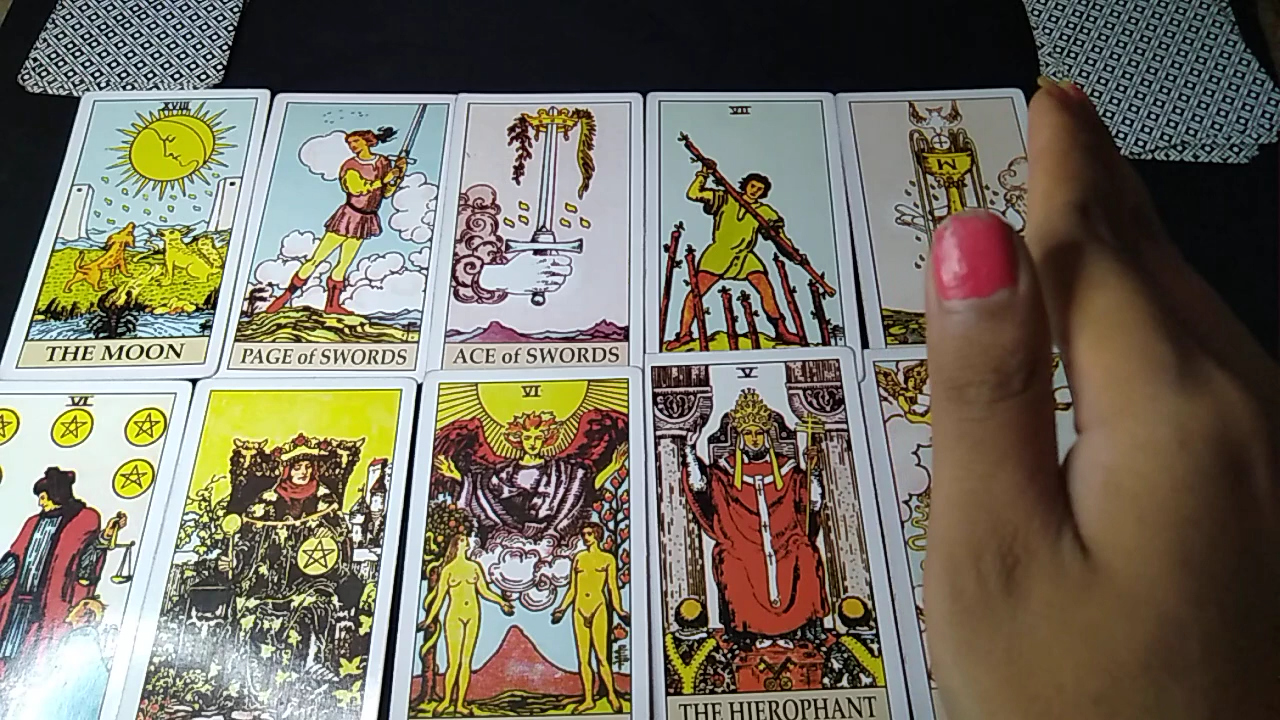 XVIII
THE MOON
PAGE of SWORDS
ACE of SWORDS
VII
VI
VI
V
THE HIEROPHANT